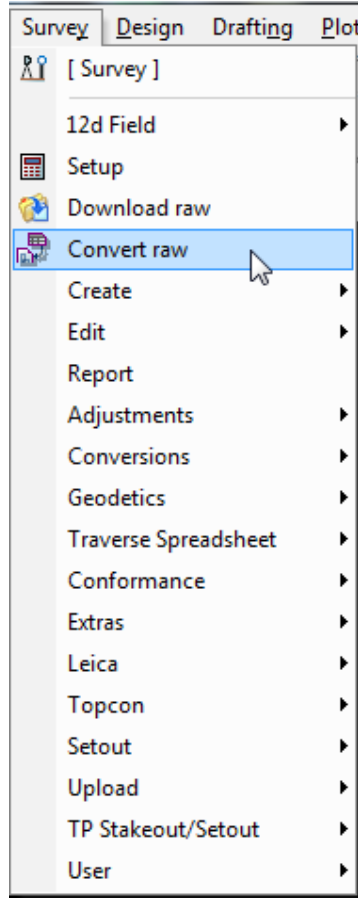 Survey Design Drafting Plot
[ Survey ]
12d Field
Setup
Download raw
Convert raw
Create
Edit
Report
Adjustments
Conversions
Geodetics
Traverse Spreadsheet
Conformance
Extras
Leica
Topcon
Setout
Upload
TP Stakeout/Setout
User